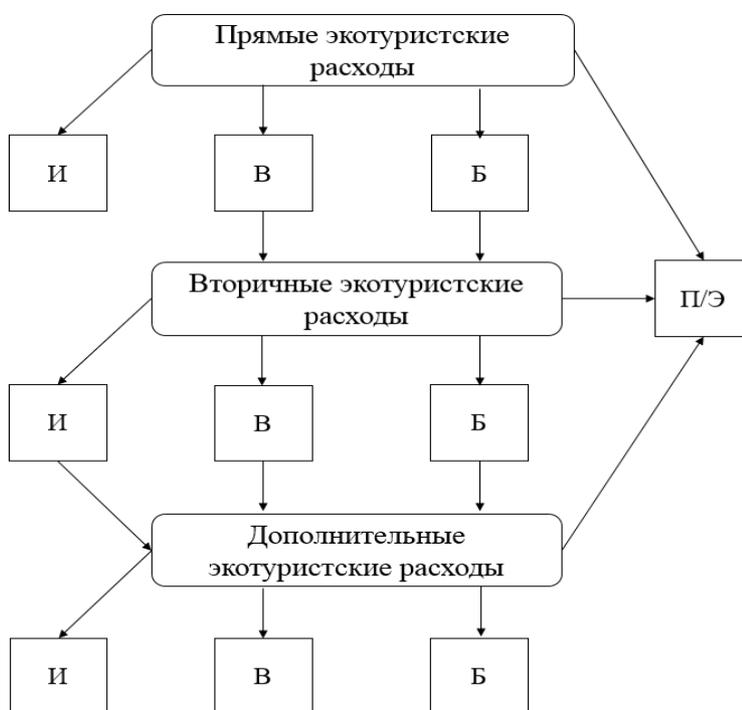 Прямые экотуристские
расходы
И
В
Б
Вторичные экотуристские
расходы
П/Э
И
В
Б
Дополнительные
экотуристские расходы
И
В
Б